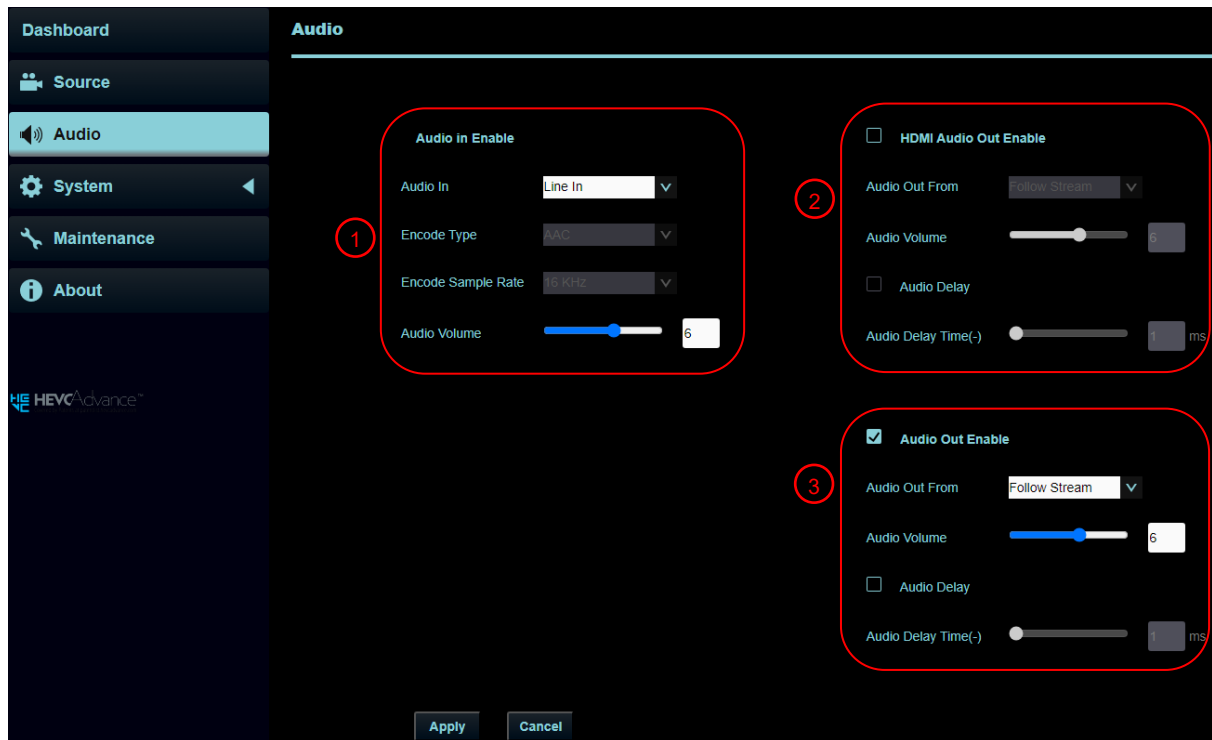 Dashboard
Source
Audio
System
Maintenance
About
HEVC HEVCAdvance™
Audio
1
Audio in Enable
Audio In Line In
Encode Type AAC
Encode Sample Rate 16 KHz
Audio Volume 6
2
HDMI Audio Out Enable
Audio Out From Follow Stream
Audio Volume 6
Audio Delay
Audio Delay Time(-) 1 ms
3
Audio Out Enable
Audio Out From Follow Stream
Audio Volume 6
Audio Delay
Audio Delay Time(-) 1 ms
Apply Cancel